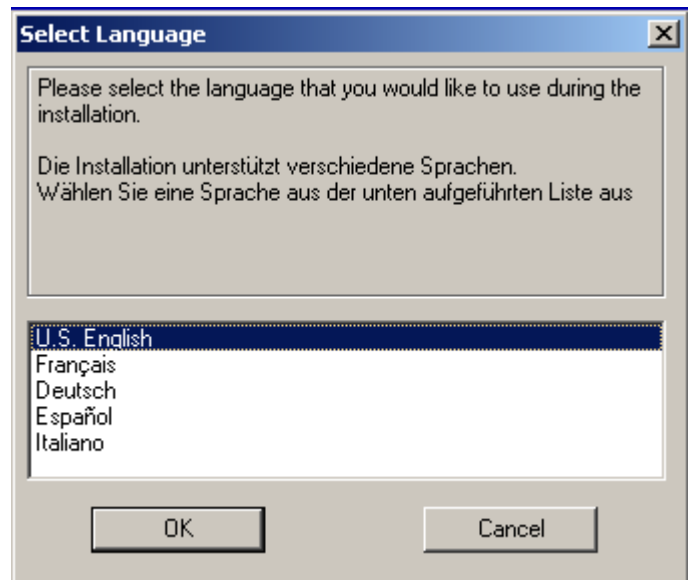 Select Language
Please select the language that you would like to use during the
installation.
Die Installation unterstützt verschiedene Sprachen.
Wählen Sie eine Sprache aus der unten aufgeführten Liste aus
U.S. English
Français
Deutsch
Español
Italiano
OK
Cancel